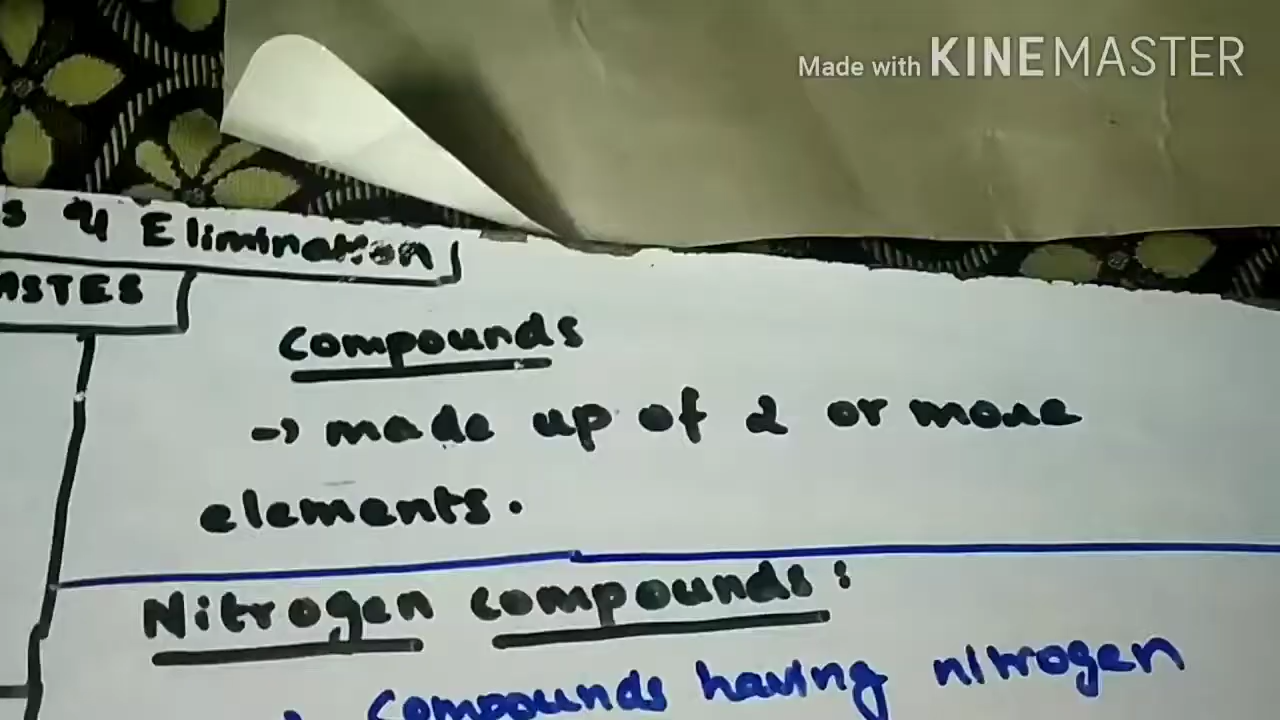 Made with KINEMASTER
s & Elimination
ASTES
Compounds
→ made up of 2 or more
elements.
Nitrogen compounds:
compounds having nitrogen